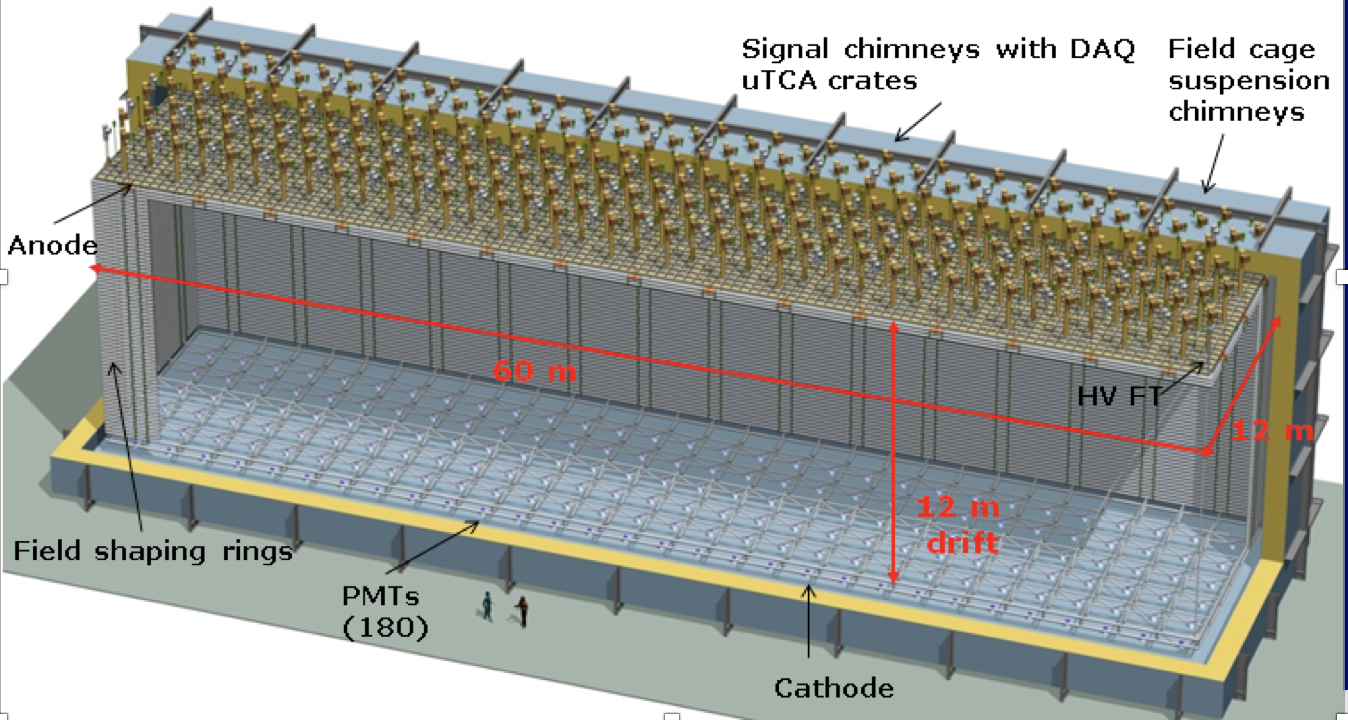 Signal chimneys with DAQ
uTCA crates
Field cage
suspension
chimneys
Anode
60 m
HV FT
12 m
12 m
drift
Field shaping rings
PMTs
(180)
Cathode